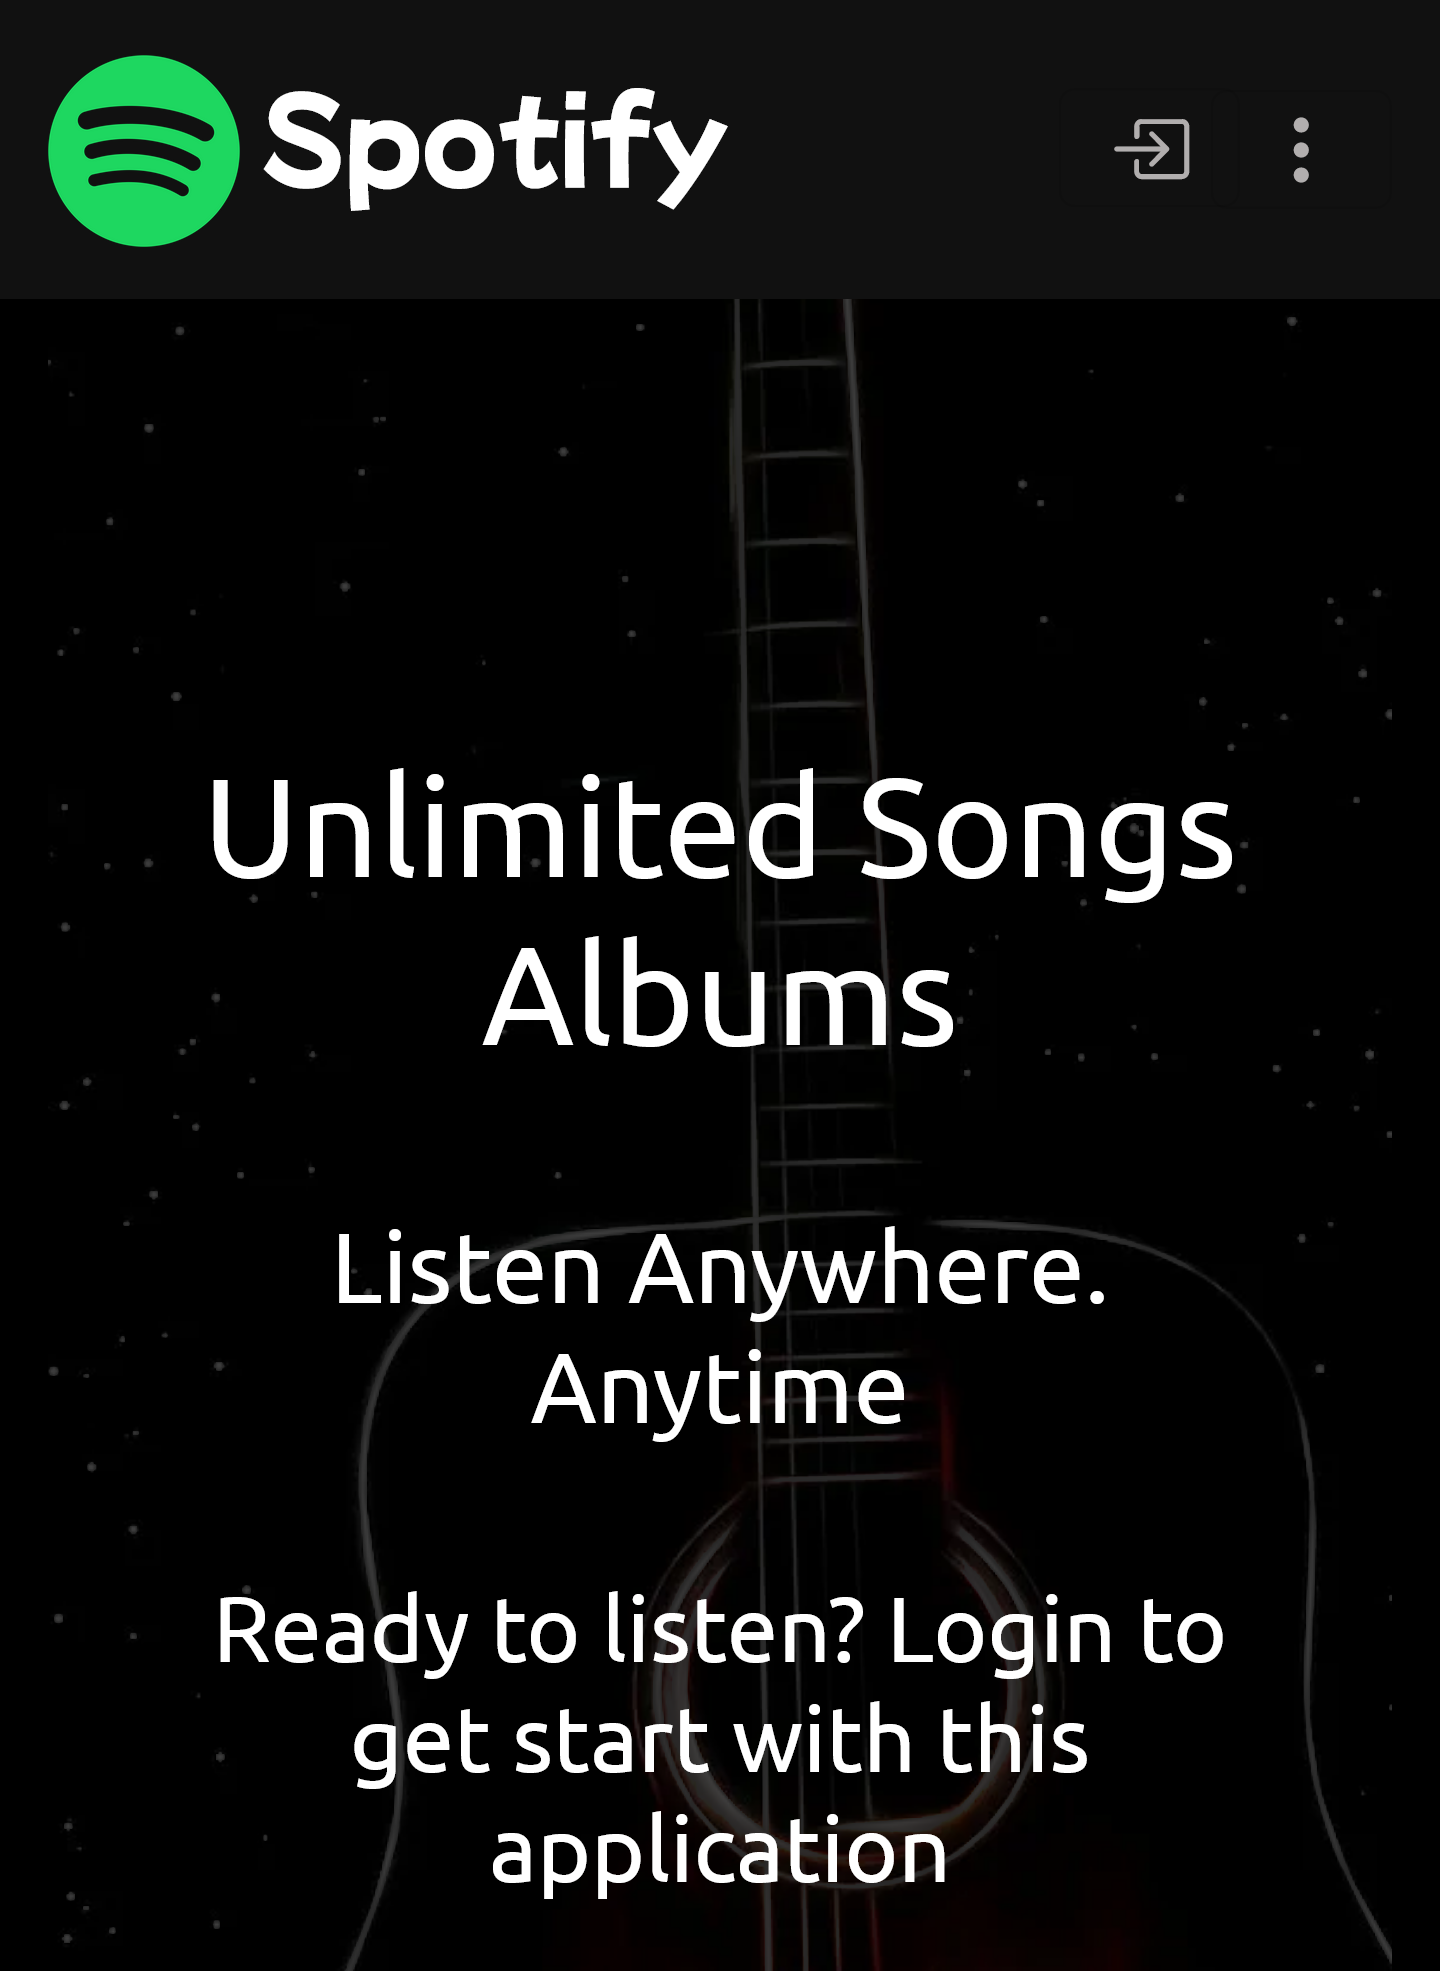 Spotify
Unlimited Songs
Albums
Listen Anywhere.
Anytime
Ready to listen? Login to
get start with this
application